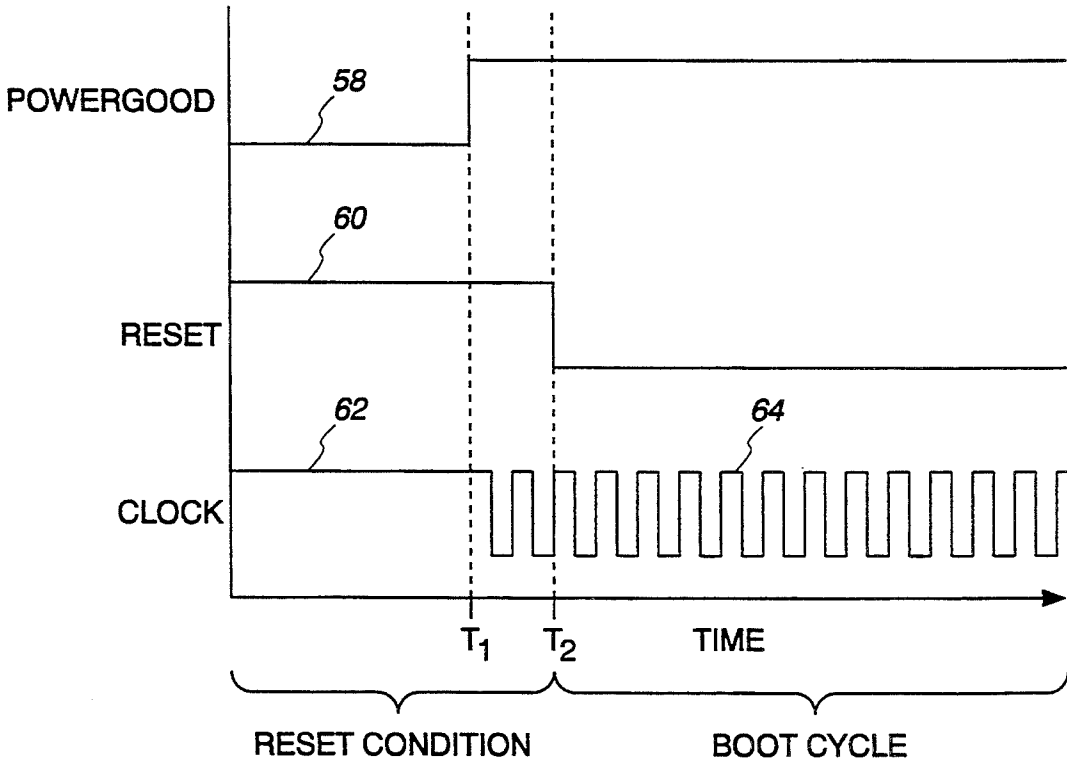 58
POWERGOOD
60
RESET
62
64
CLOCK
T1 T2 TIME
RESET CONDITION BOOT CYCLE